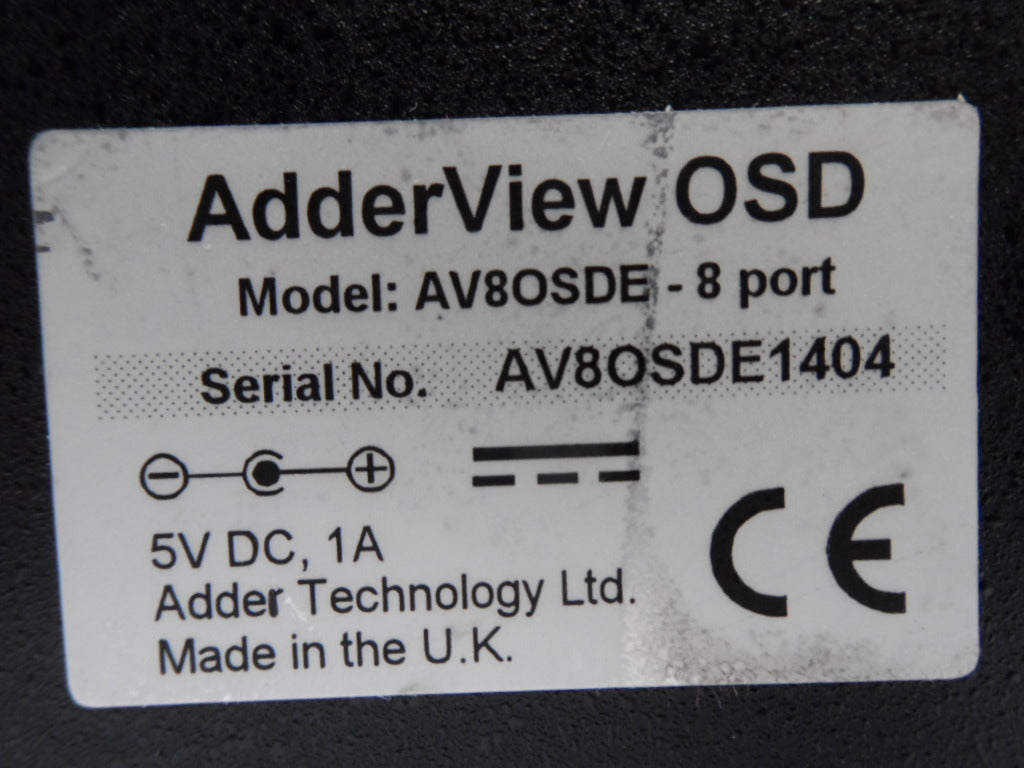 AdderView OSD
Model: AV8OSDE - 8 port
Serial No. AV8OSDE1404
5V DC, 1A
Adder Technology Ltd.
Made in the U.K.
CE